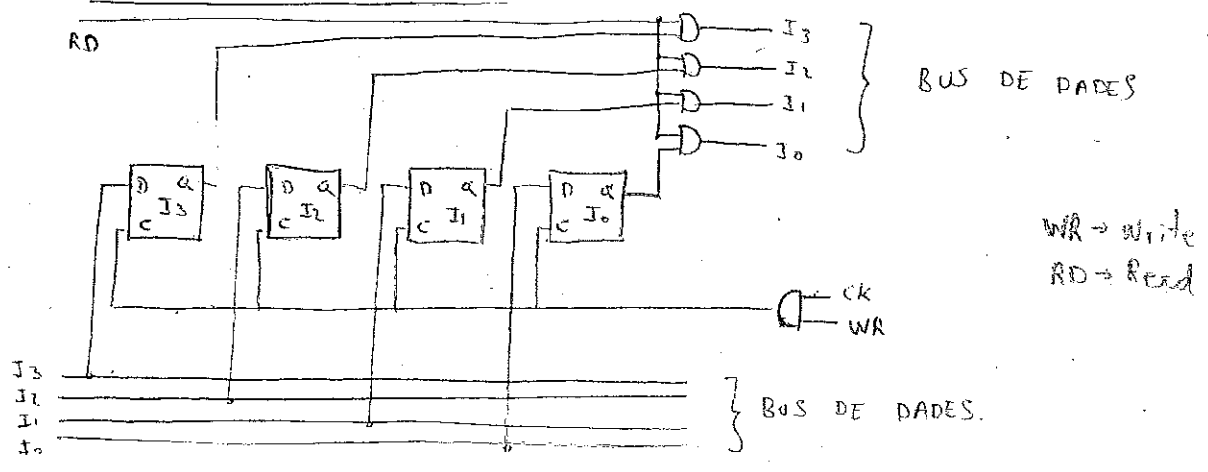 RD
I3
I2
I1
I0
BUS DE DADES
D Q
I3
C
D Q
I2
C
D Q
I1
C
D Q
I0
C
WR → Write
RD → Read
CK
WR
I3
I2
I1
I0
BUS DE DADES.